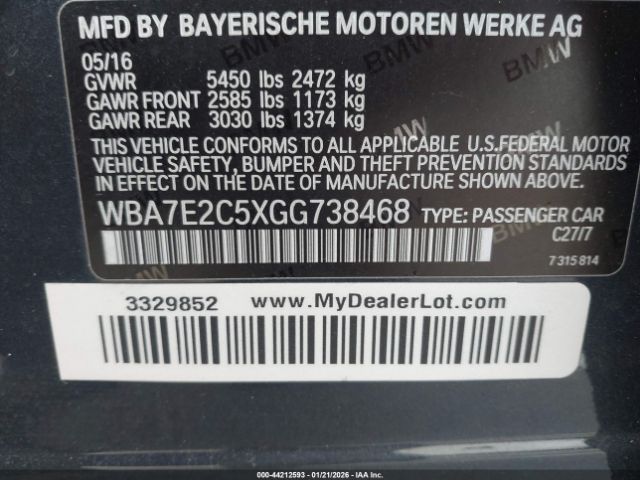 MFD BY BAYERISCHE MOTOREN WERKE AG
05/16
GVWR 5450 lbs 2472 kg
GAWR FRONT 2585 lbs 1173 kg
GAWR REAR 3030 lbs 1374 kg
THIS VEHICLE CONFORMS TO ALL APPLICABLE U.S.FEDERAL MOTOR
VEHICLE SAFETY, BUMPER AND THEFT PREVENTION STANDARDS
IN EFFECT ON THE DATE OF MANUFACTURE SHOWN ABOVE.
WBA7E2C5XGG738468 TYPE: PASSENGER CAR
C27/7
7 315 814
3329852 www.MyDealerLot.com
000-44212593 - 01/21/2026 - IAA Inc.